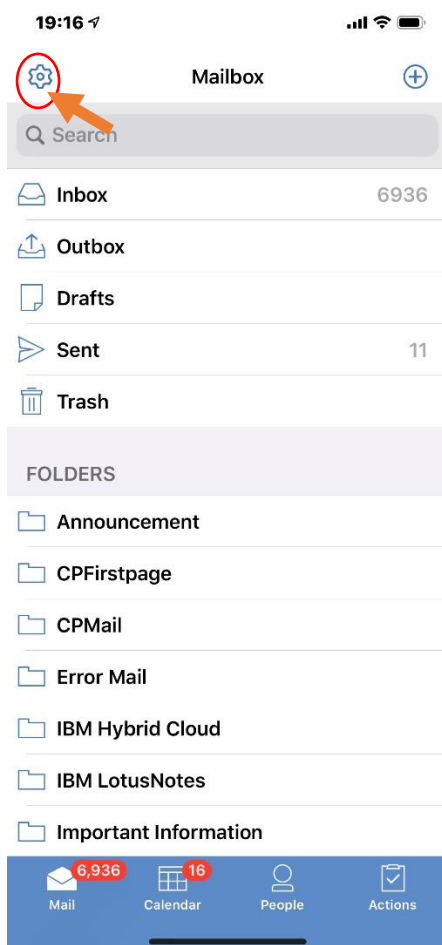 19:16
Mailbox
Search
Inbox 6936
Outbox
Drafts
Sent 11
Trash
FOLDERS
Announcement
CPFirstpage
CPMail
Error Mail
IBM Hybrid Cloud
IBM LotusNotes
Important Information
6,936 16
Mail Calendar People Actions